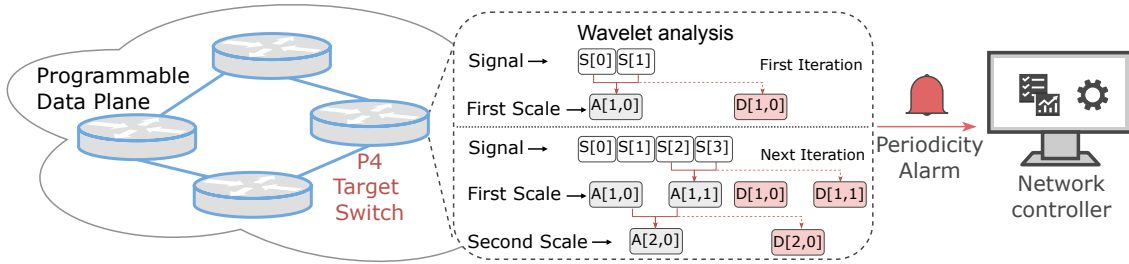 Programmable
Data Plane
P4
Target
Switch
Wavelet analysis
Signal
S[0] S[1]
First Iteration
First Scale
A[1,0] D[1,0]
Signal
S[0] S[1] S[2] S[3]
Next Iteration
First Scale
A[1,0] A[1,1] D[1,0] D[1,1]
Second Scale
A[2,0] D[2,0]
Periodicity
Alarm
Network
controller